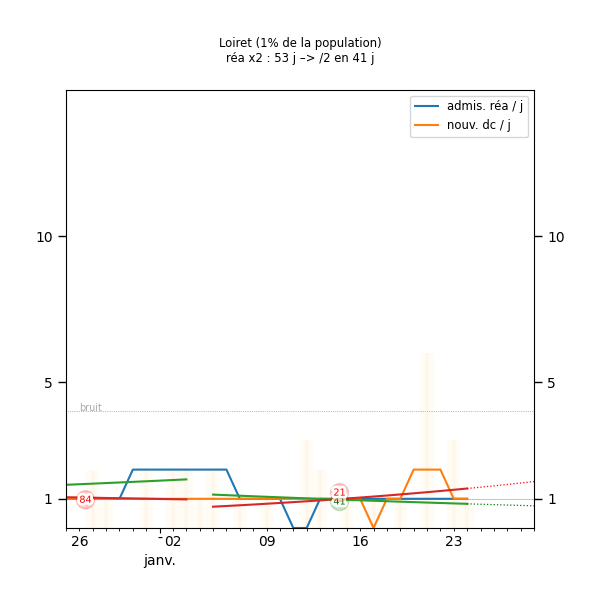 Loiret (1% de la population)
réa x2 : 53 j –> /2 en 41 j
admis. réa / j
nouv. dc / j
10 10
5 5
bruit
84 21
41
1 1
26 02 09 16 23
janv.